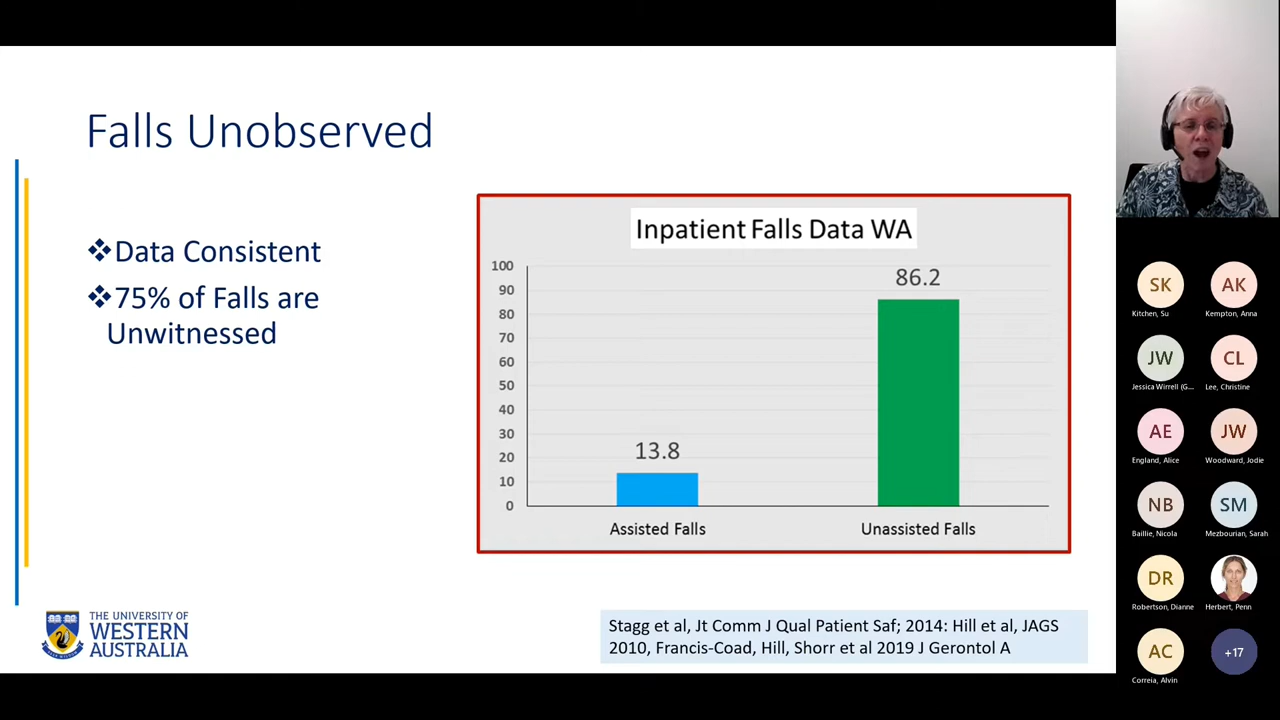 Falls Unobserved
❖Data Consistent
❖75% of Falls are
Unwitnessed
Inpatient Falls Data WA
100
90
80
70
60
50
40
30
20
10
0
13.8
86.2
Assisted Falls
Unassisted Falls
THE UNIVERSITY OF
WESTERN
AUSTRALIA
Stagg et al, Jt Comm J Qual Patient Saf; 2014: Hill et al, JAGS
2010, Francis-Coad, Hill, Shorr et al 2019 J Gerontol A
SK
Kitchen, Su
AK
Kempton, Anna
JW
Jessica Wirrell (G...
CL
Lee, Christine
AE
England, Alice
JW
Woodward, Jodie
NB
Baillie, Nicola
SM
Mezbourian, Sarah
DR
Robertson, Dianne
Herbert, Penn
AC
Correia, Alvin
+17